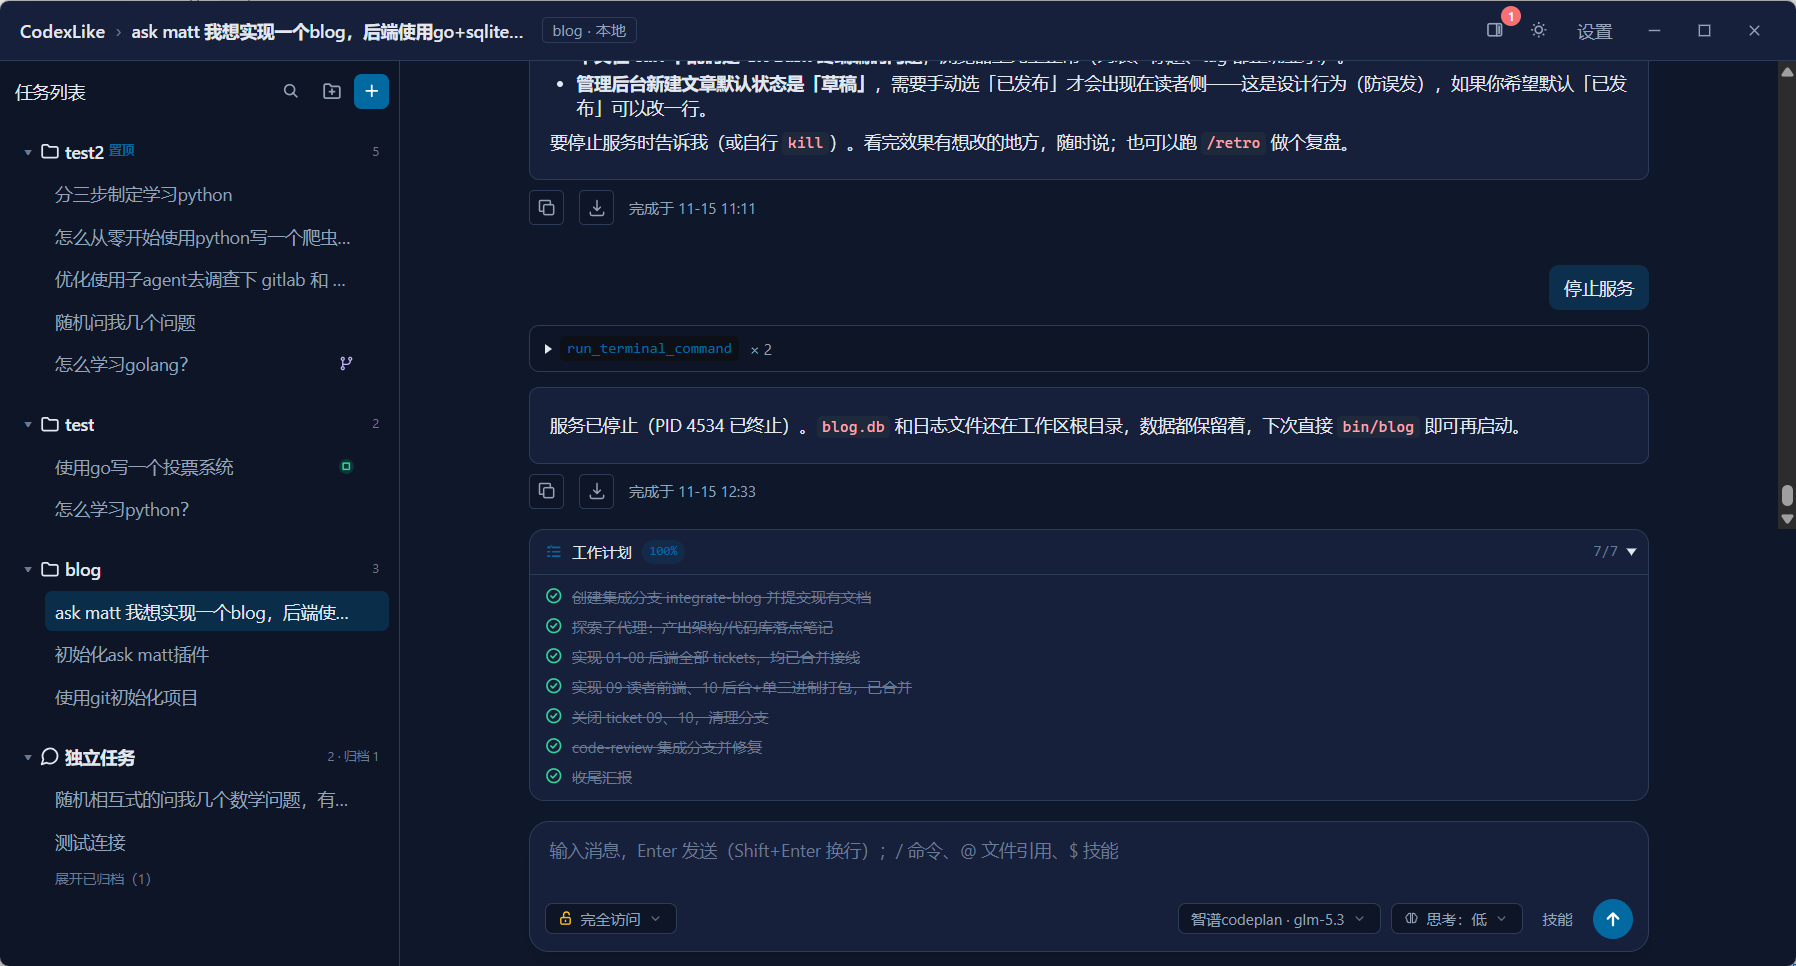 CodexLike › ask matt 我想实现一个blog，后端使用go+sqlite...
blog · 本地
1
设置
任务列表
test2 置顶
5
分三步制定学习python
怎么从零开始使用python写一个爬虫...
优化使用子agent去调查下 gitlab 和 ...
随机问我几个问题
怎么学习golang?
test
2
使用go写一个投票系统
怎么学习python?
blog
3
ask matt 我想实现一个blog，后端使...
初始化ask matt插件
使用git初始化项目
独立任务
2 · 归档 1
随机相互式的问我几个数学问题，有...
测试连接
展开已归档（1）
管理后台新建文章默认状态是「草稿」，需要手动选「已发布」才会出现在读者侧——这是设计行为（防误发），如果你希望默认「已发
布」可以改一行。
要停止服务时告诉我（或自行 kill ）。看完效果有想改的地方，随时说；也可以跑 /retro 做个复盘。
完成于 11-15 11:11
停止服务
run_terminal_command × 2
服务已停止（PID 4534 已终止）。 blog.db 和日志文件还在工作区根目录，数据都保留着，下次直接 bin/blog 即可再启动。
完成于 11-15 12:33
工作计划 100%
7/7
创建集成分支 integrate-blog 并提交现有文档
探索子代理：产出架构/代码库落点笔记
实现 01-08 后端全部 tickets，均已合并接线
实现 09 读者前端、10 后台+单二进制打包，已合并
关闭 ticket 09、10，清理分支
code-review 集成分支并修复
收尾汇报
输入消息，Enter 发送（Shift+Enter 换行）；/ 命令、@ 文件引用、$ 技能
完全访问
智谱codeplan · glm-5.3
思考：低
技能